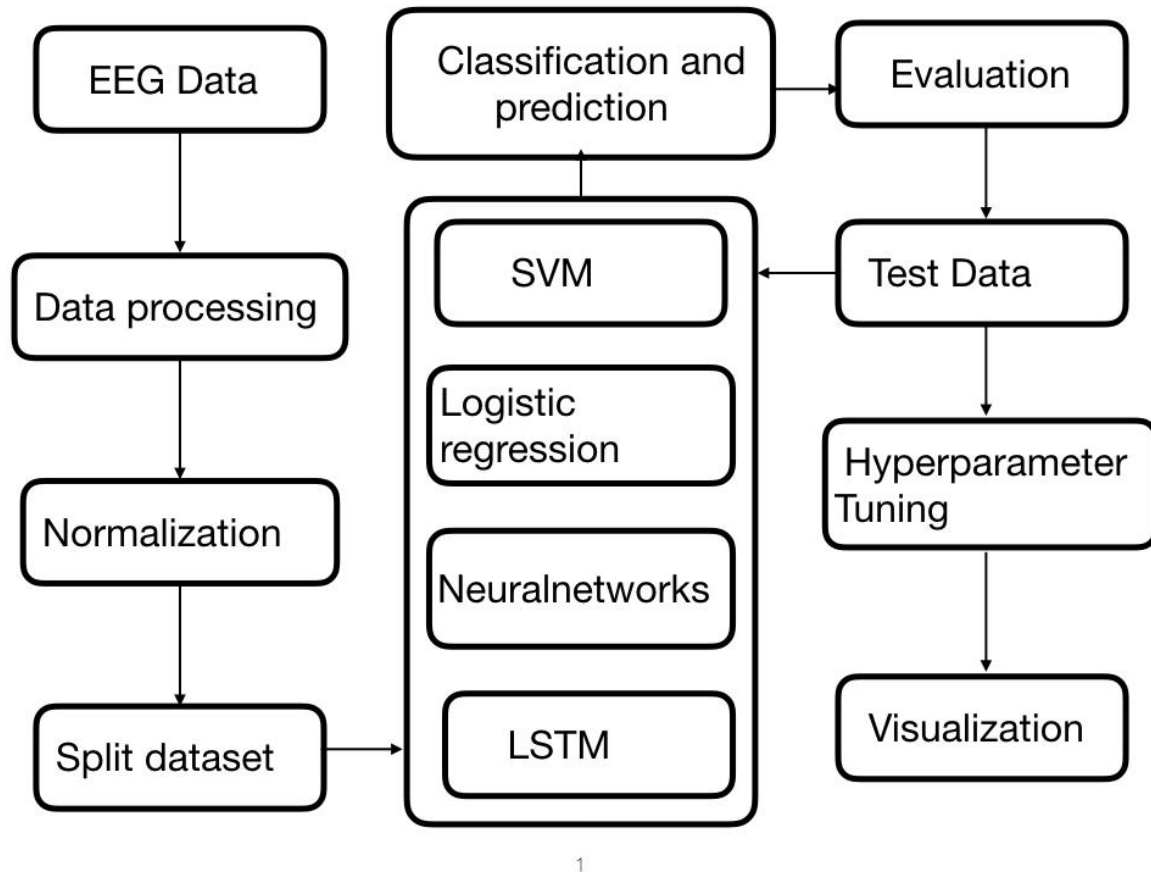 EEG Data
Data processing
Normalization
Split dataset
Classification and
prediction
SVM
Logistic
regression
Neuralnetworks
LSTM
Evaluation
Test Data
Hyperparameter
Tuning
Visualization
1